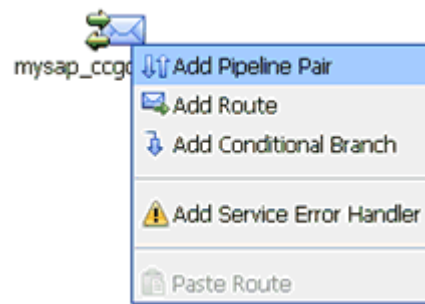 mysap_ccg
Add Pipeline Pair
Add Route
Add Conditional Branch
Add Service Error Handler
Paste Route